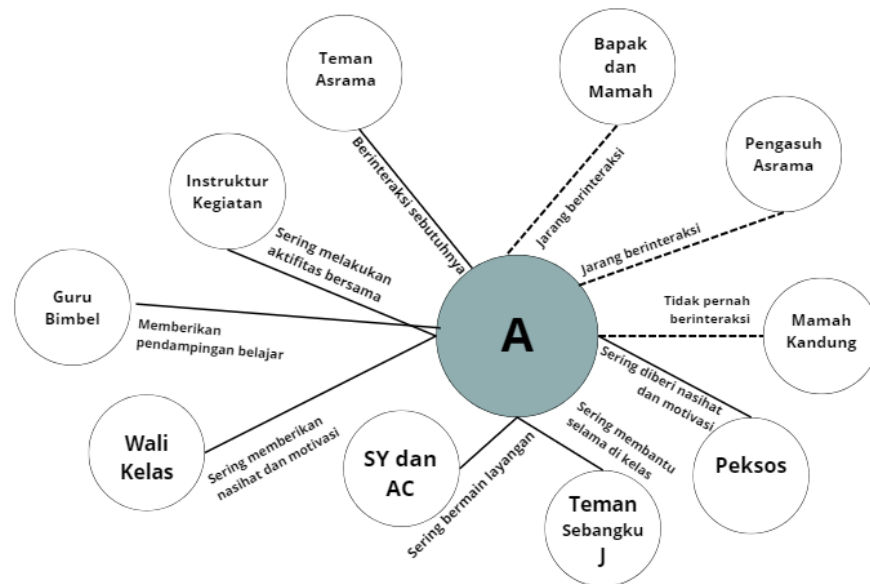 Teman
Asrama
Bapak
dan
Mamah
Pengasuh
Asrama
Instruktur
Kegiatan
Berinteraksi sebutuhnya
Jarang berinteraksi
Jarang berinteraksi
Sering melakukan
aktifitas bersama
Guru
Bimbel
Memberikan
pendampingan belajar
A
Tidak pernah
berinteraksi
Mamah
Kandung
Sering diberi nasihat
dan motivasi
Wali
Kelas
Sering memberikan
nasihat dan motivasi
SY dan
AC
Sering bermain layangan
Sering membantu
selama di kelas
Teman
Sebangku
J
Peksos